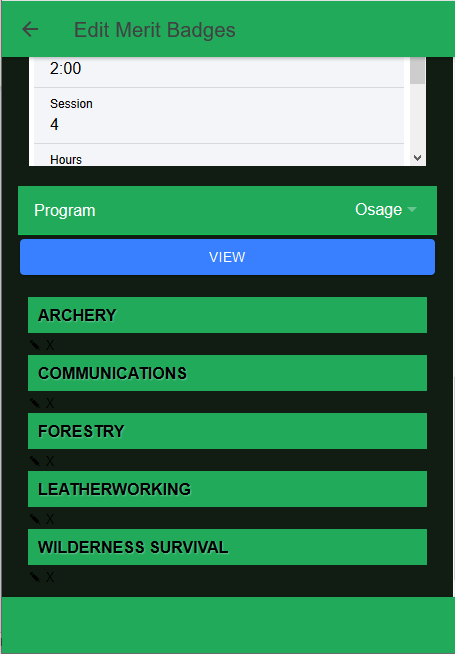 Edit Merit Badges
2:00
Session
4
Hours
Program
Osage
VIEW
ARCHERY
X
COMMUNICATIONS
X
FORESTRY
X
LEATHERWORKING
X
WILDERNESS SURVIVAL
X